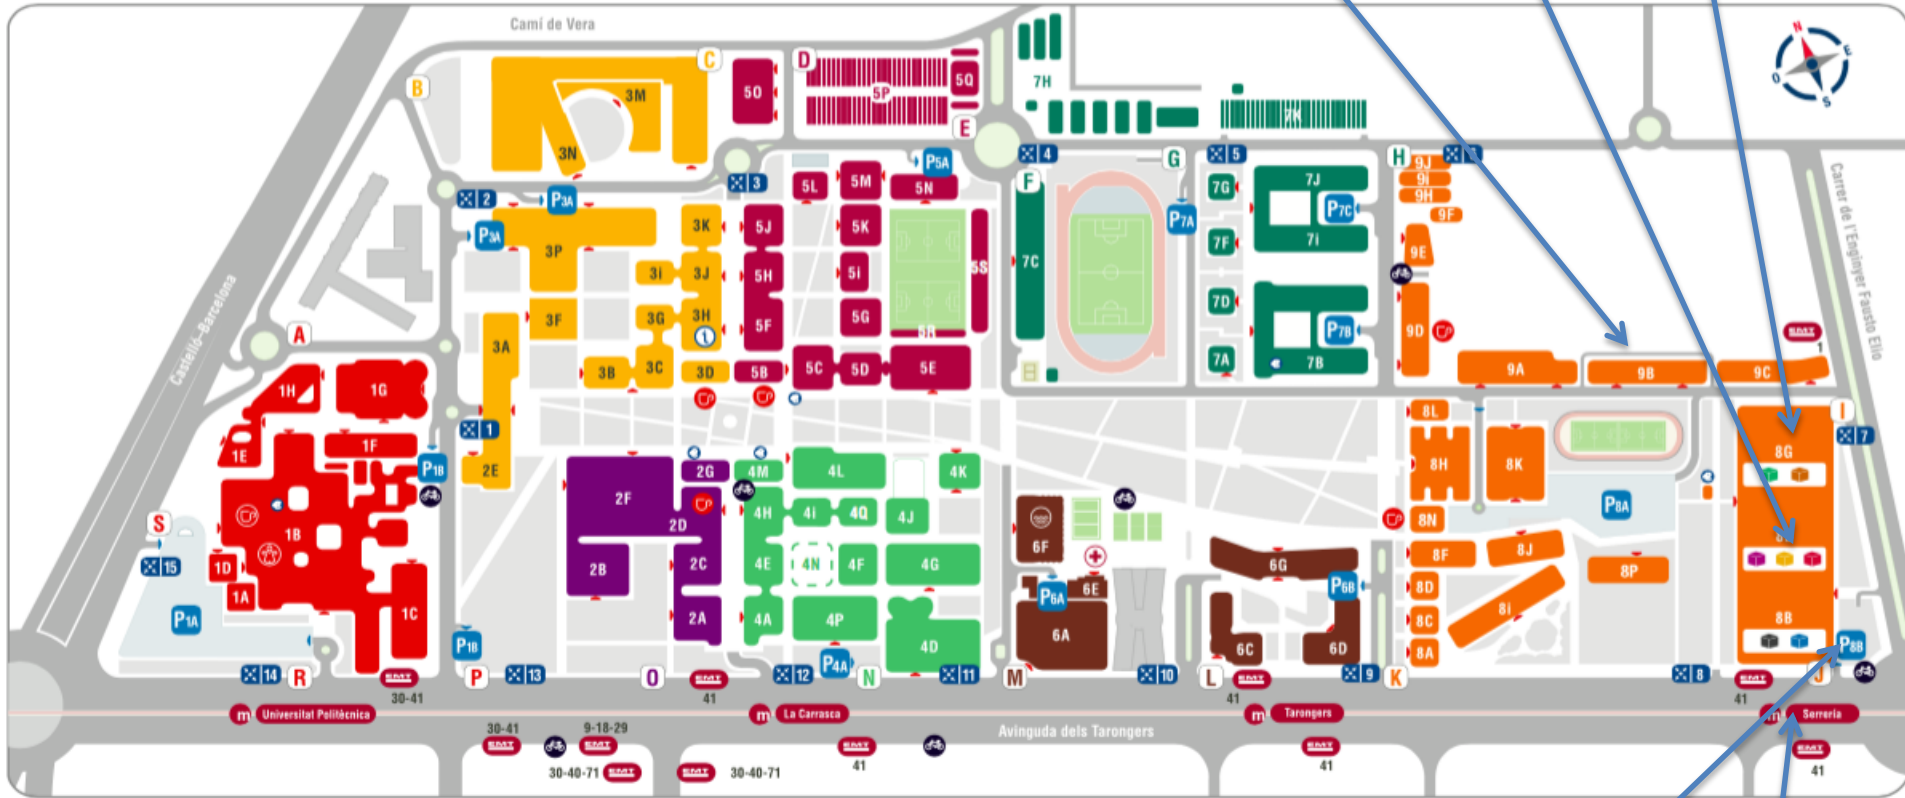 Camí de Vera
N
E
S
O
B
C
D
E
3M
3N
5O
5P
5Q
7H
7K
4
G
5
H
F
2
3
P3A
P3A
P5A
5L
5M
5N
5J
5K
5H
5i
5F
5G
5S
5R
5B
5C
5D
5E
3P
3K
3i
3J
3F
3G
3H
i
3A
3B
3C
3D
7C
P7A
7G
7F
7D
7A
7J
P7C
7i
P7B
7B
9J
9i
9H
9F
9E
9D
9A
9B
9C
EMT
1
Carrer de l'Enginyer Fausto Elio
Castelló-Barcelona
A
1H
1G
1E
1F
1B
1D
1A
1C
P1B
1
2E
S
15
P1A
P1B
2F
2G
2D
2B
2C
2A
4M
4L
4K
4H
4i
4Q
4J
4E
4N
4F
4G
4A
4P
4D
P4A
6F
6E
P6A
6A
6G
P6B
6C
6D
8L
8H
8K
8N
8F
8J
8D
8i
8C
8A
8P
P8A
I
7
8G
8B
P8B
J
14
R
EMT
30-41
P
13
O
EMT
41
12
N
11
M
10
L
EMT
41
9
K
8
EMT
41
m Universitat Politècnica
m La Carrasca
m Tarongers
m Serreria
Avinguda dels Tarongers
30-41
EMT
9-18-29
EMT
30-40-71 EMT
EMT 30-40-71
EMT
41
EMT
41
EMT
41